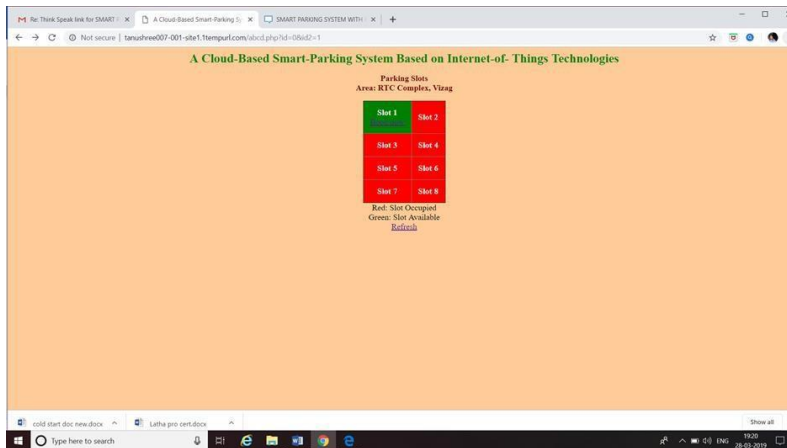 Re: Think Speak link for SMART
A Cloud-Based Smart-Parking Sy
SMART PARKING SYSTEM WITH
Not secure | tanushree007-001-site1.1tempurl.com/abcd.php?id=0&id2=1
A Cloud-Based Smart-Parking System Based on Internet-of- Things Technologies
Parking Slots
Area: RTC Complex, Vizag
Slot 1 Slot 2
Slot 3 Slot 4
Slot 5 Slot 6
Slot 7 Slot 8
Red: Slot Occupied
Green: Slot Available
Refresh
cold start doc new.docx Latha pro cert.docx Show all
Type here to search ENG 19:20
28-03-2019